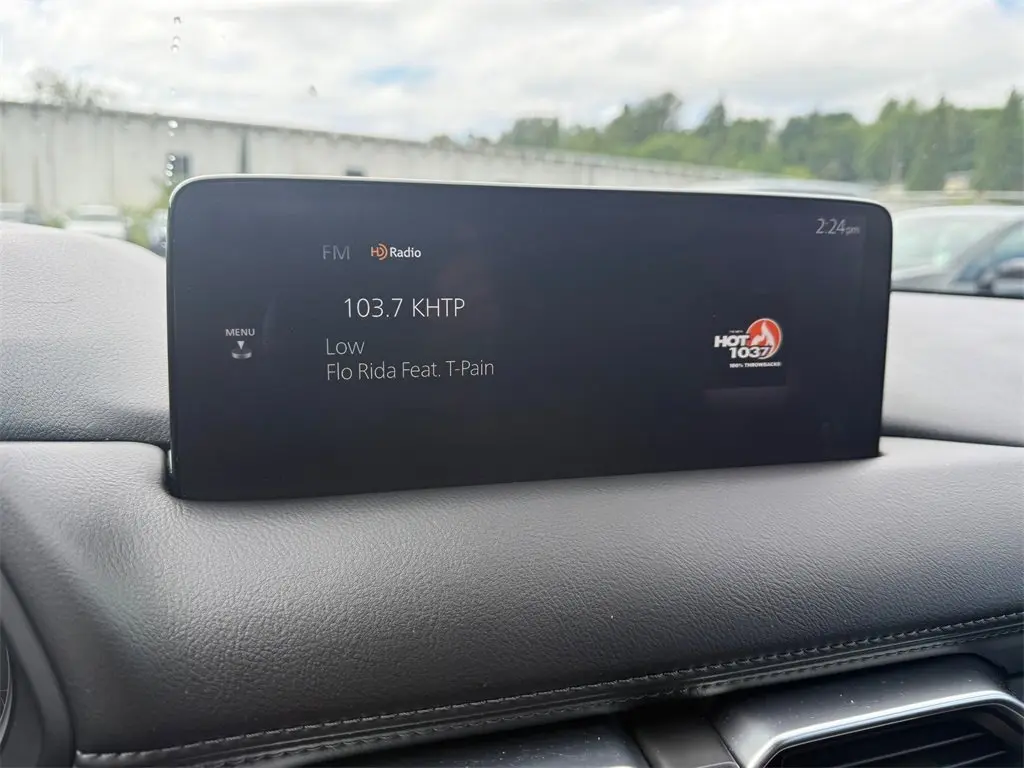 2:24pm
FM HD Radio
103.7 KHTP
MENU
Low
Flo Rida Feat. T-Pain
HOT
1037
100% THROWBACKS